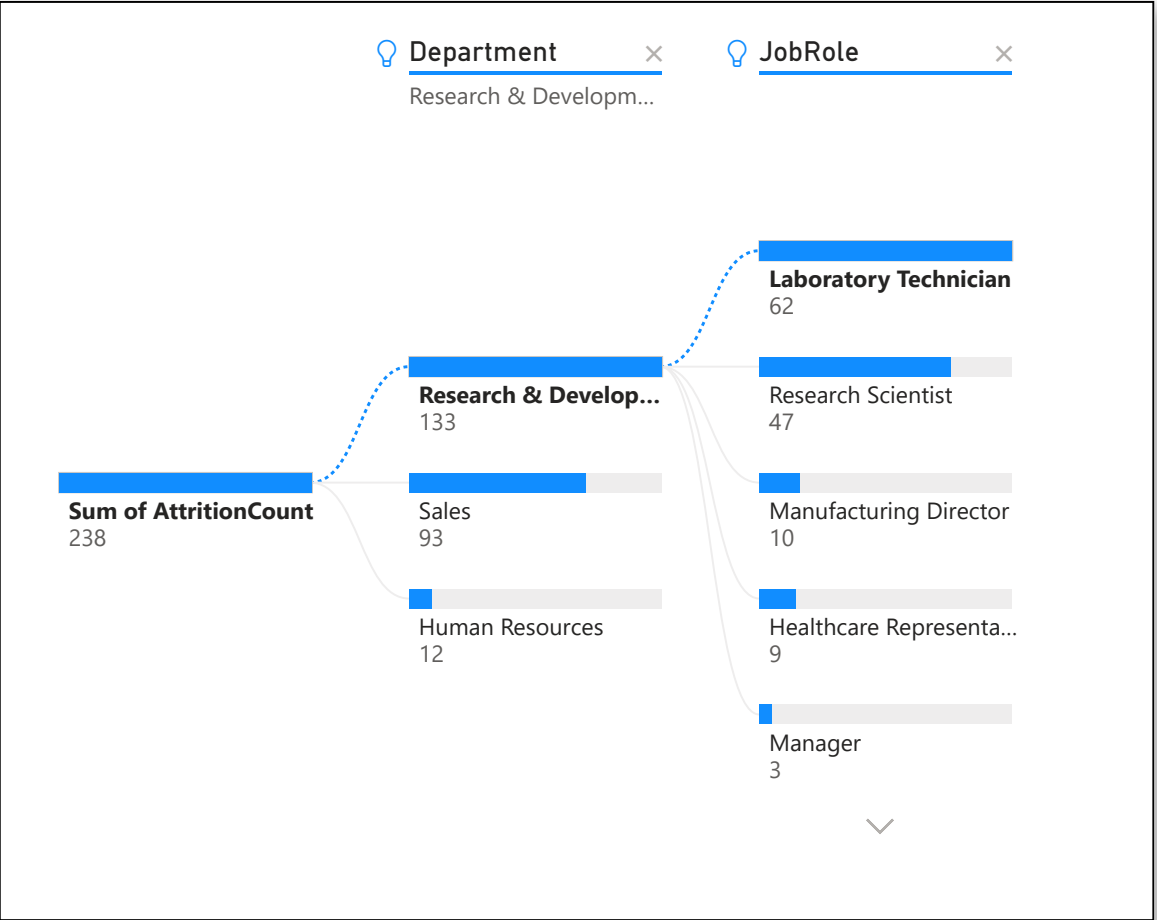 Department
JobRole
Research & Developm...
Laboratory Technician
62
Research & Develop...
133
Research Scientist
47
Sum of AttritionCount
238
Sales
93
Manufacturing Director
10
Human Resources
12
Healthcare Representa...
9
Manager
3